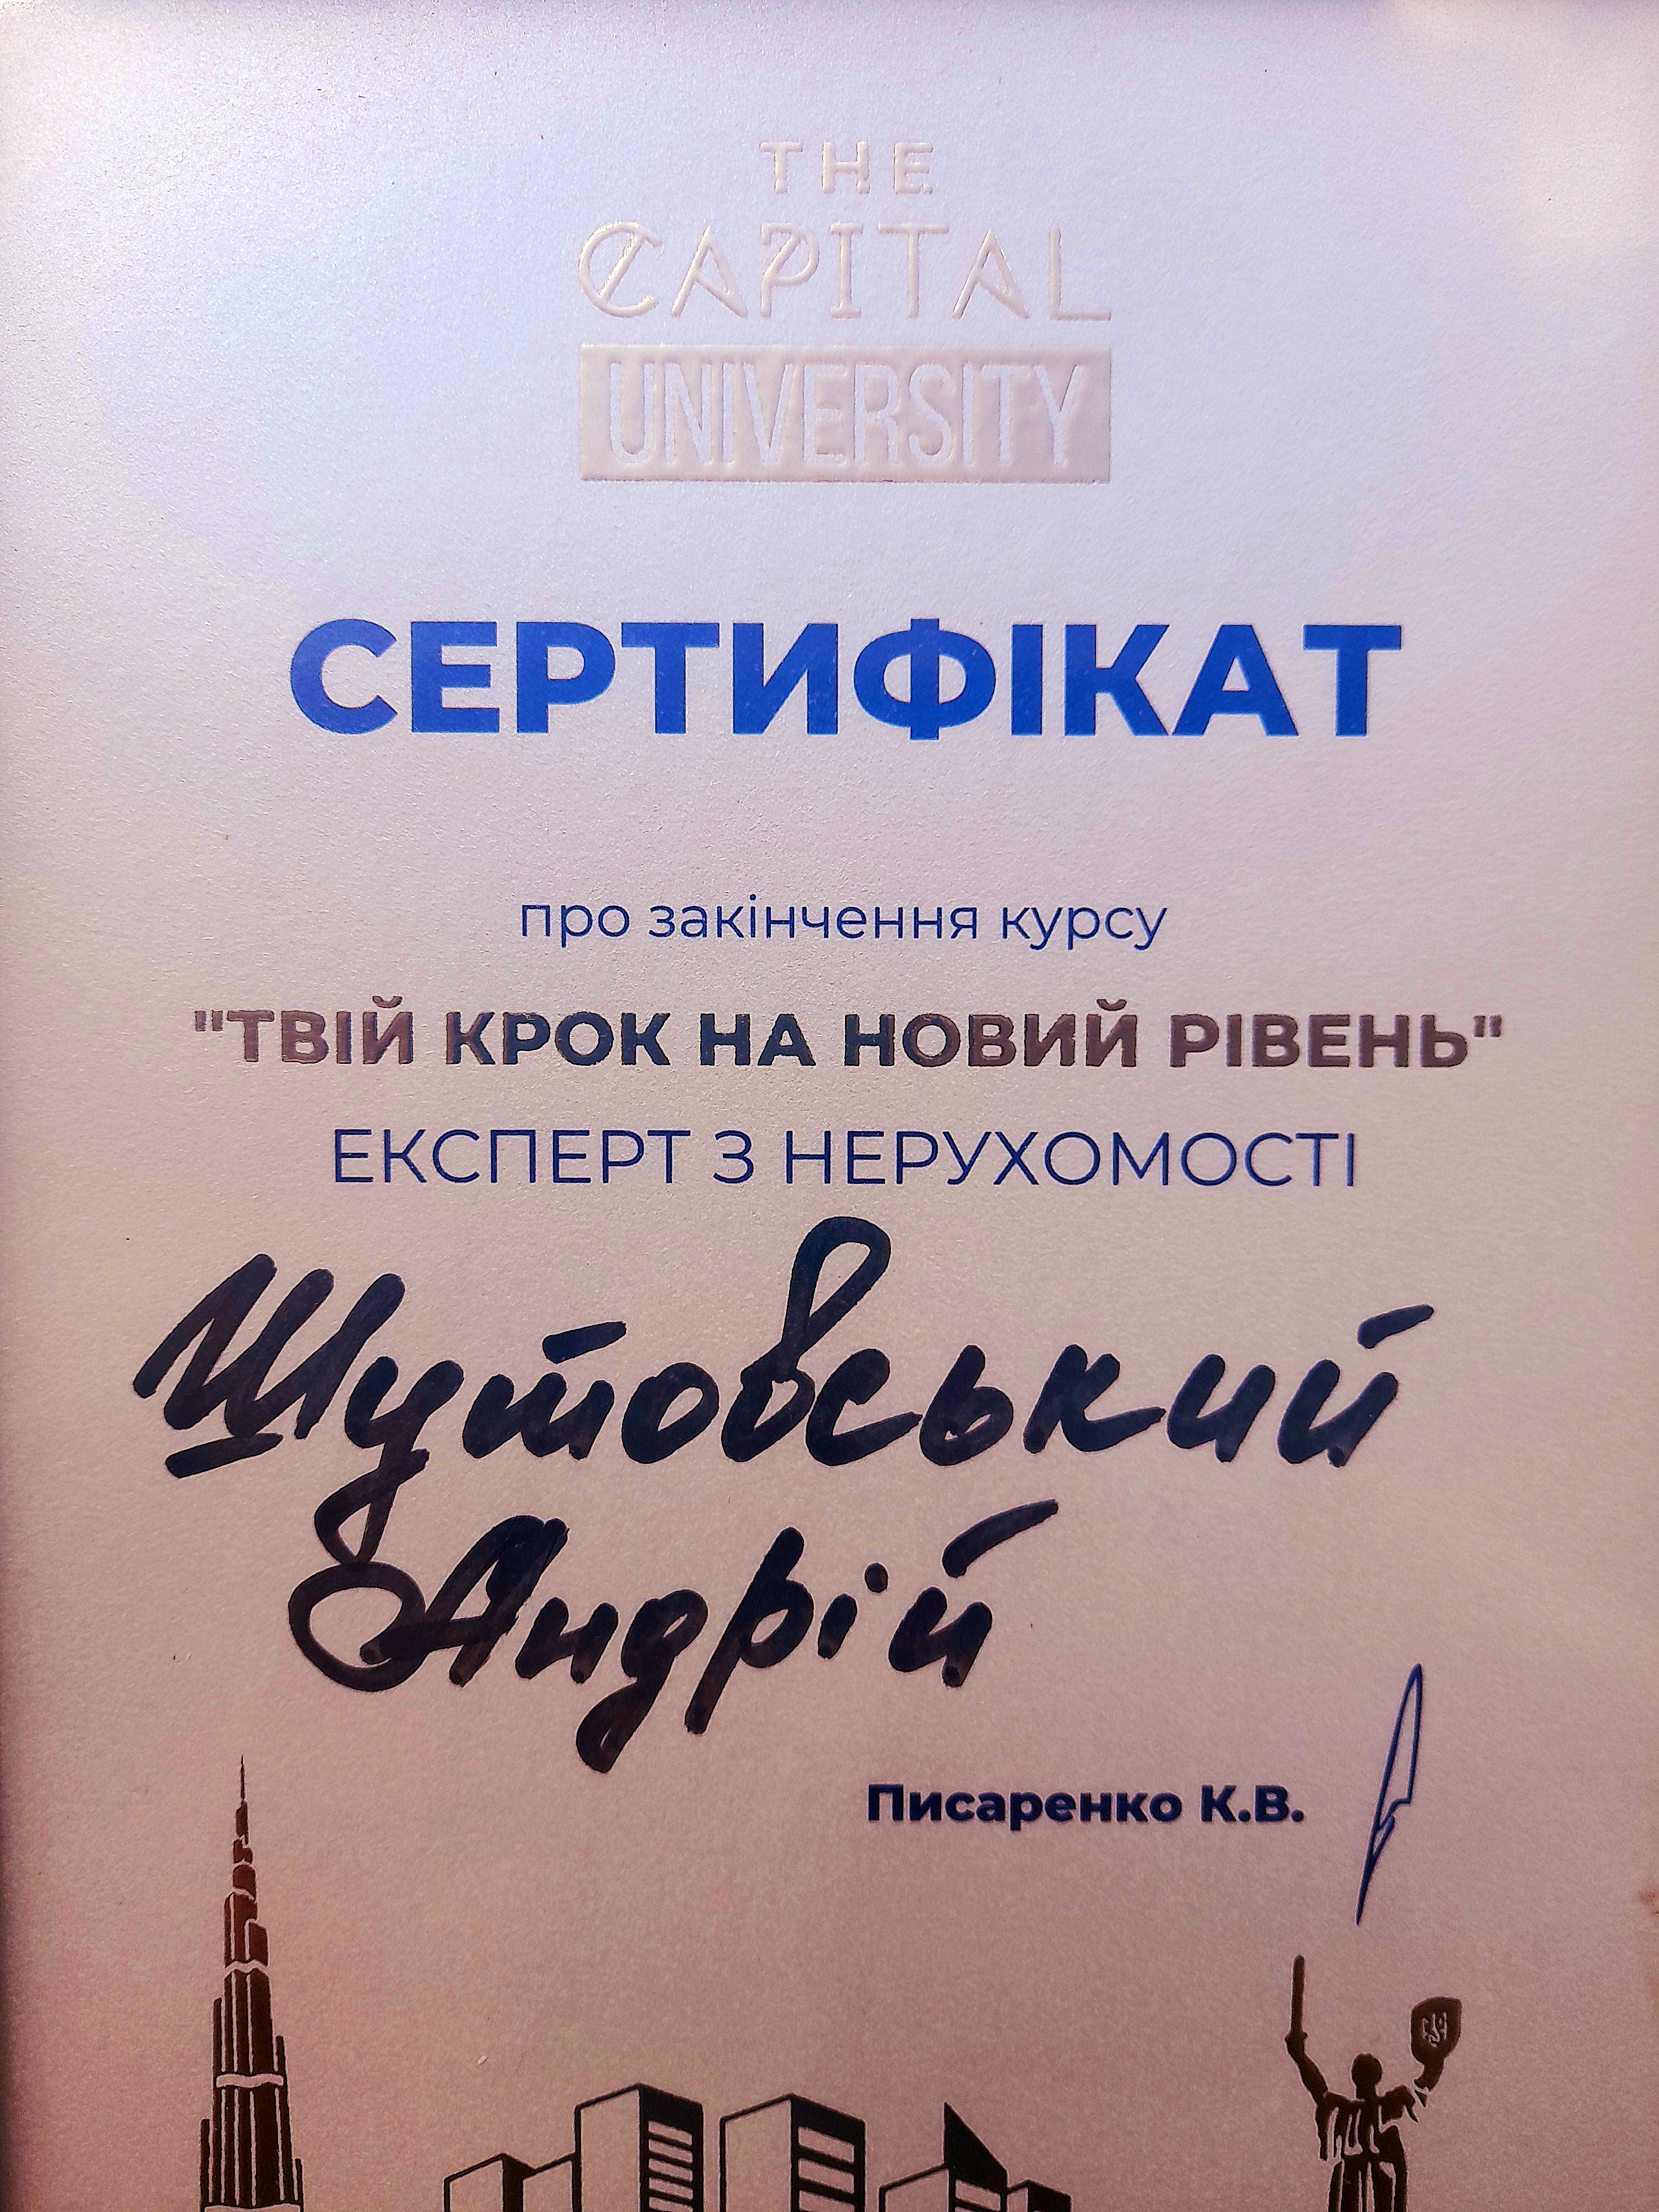 THE
CAPITAL
UNIVERSITY
СЕРТИФІКАТ
про закінчення курсу
"ТВІЙ КРОК НА НОВИЙ РІВЕНЬ"
ЕКСПЕРТ З НЕРУХОМОСТІ
Шутовський
Андрій
Писаренко К.В.